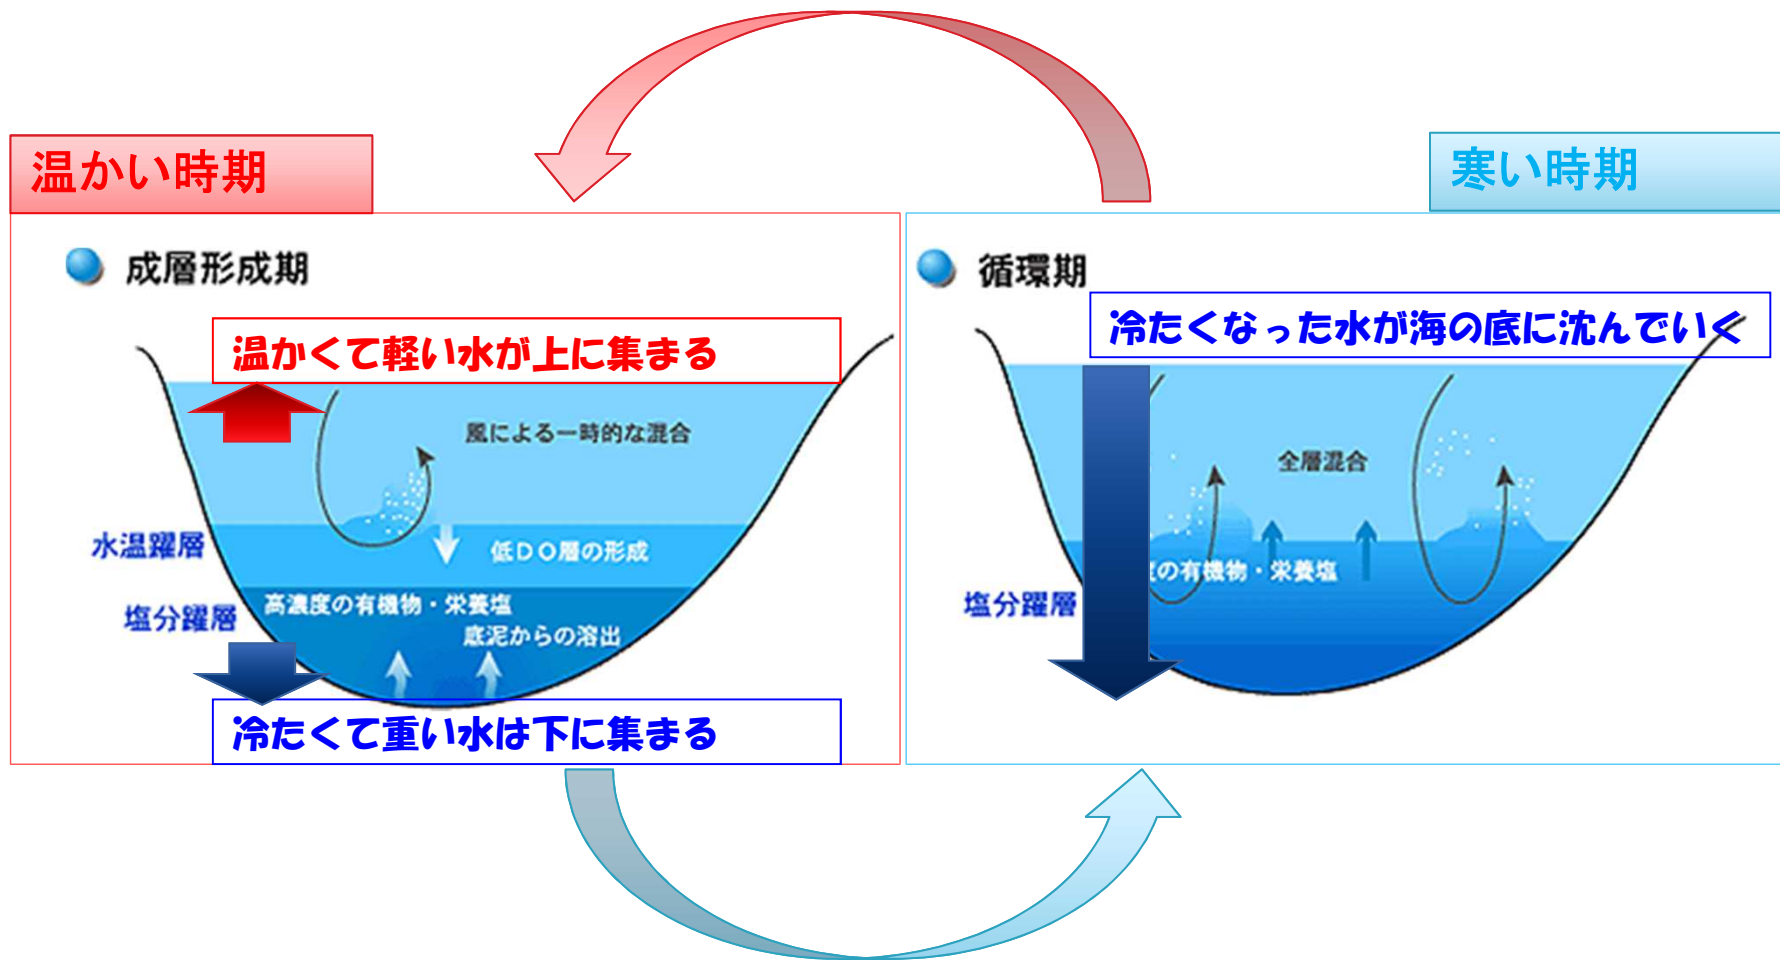 温かい時期
成層形成期
温かくて軽い水が上に集まる
風による一時的な混合
水温躍層
低DO層の形成
高濃度の有機物・栄養塩
塩分躍層
底泥からの溶出
冷たくて重い水は下に集まる
寒い時期
循環期
冷たくなった水が海の底に沈んでいく
全層混合
度の有機物・栄養塩
塩分躍層